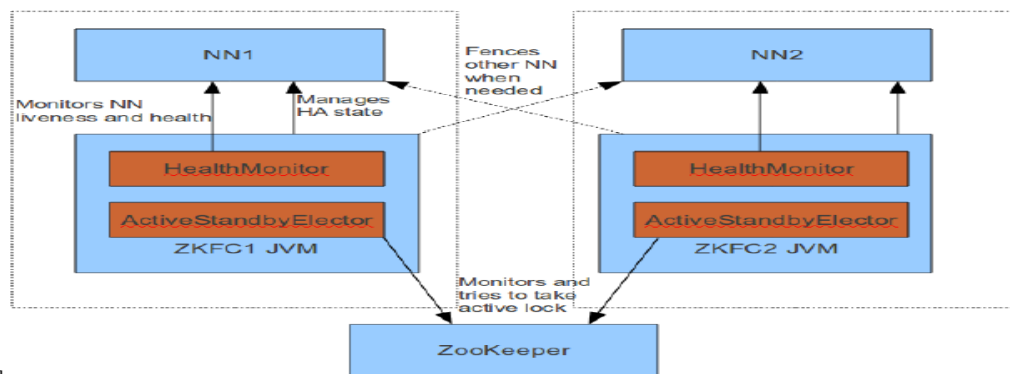 NN1
NN2
Fences
other NN
when
needed
Monitors NN
liveness and health
Manages
HA state
HealthMonitor
ActiveStandbyElector
ZKFC1 JVM
HealthMonitor
ActiveStandbyElector
ZKFC2 JVM
Monitors and
tries to take
active lock
ZooKeeper